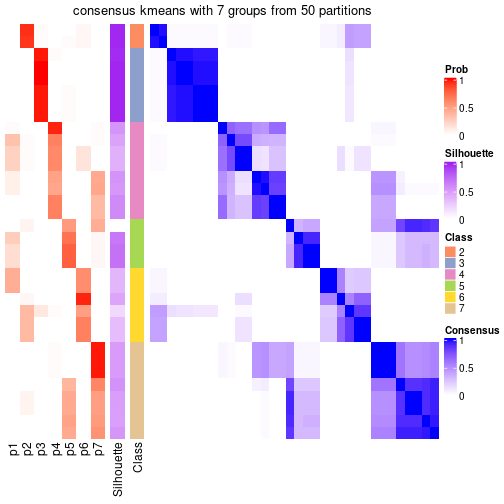 consensus kmeans with 7 groups from 50 partitions
Prob
1
0.5
0
Silhouette
1
0.5
0
Class
2
3
4
5
6
7
Consensus
1
0.5
0
p1
p2
p3
p4
p5
p6
p7
Silhouette
Class